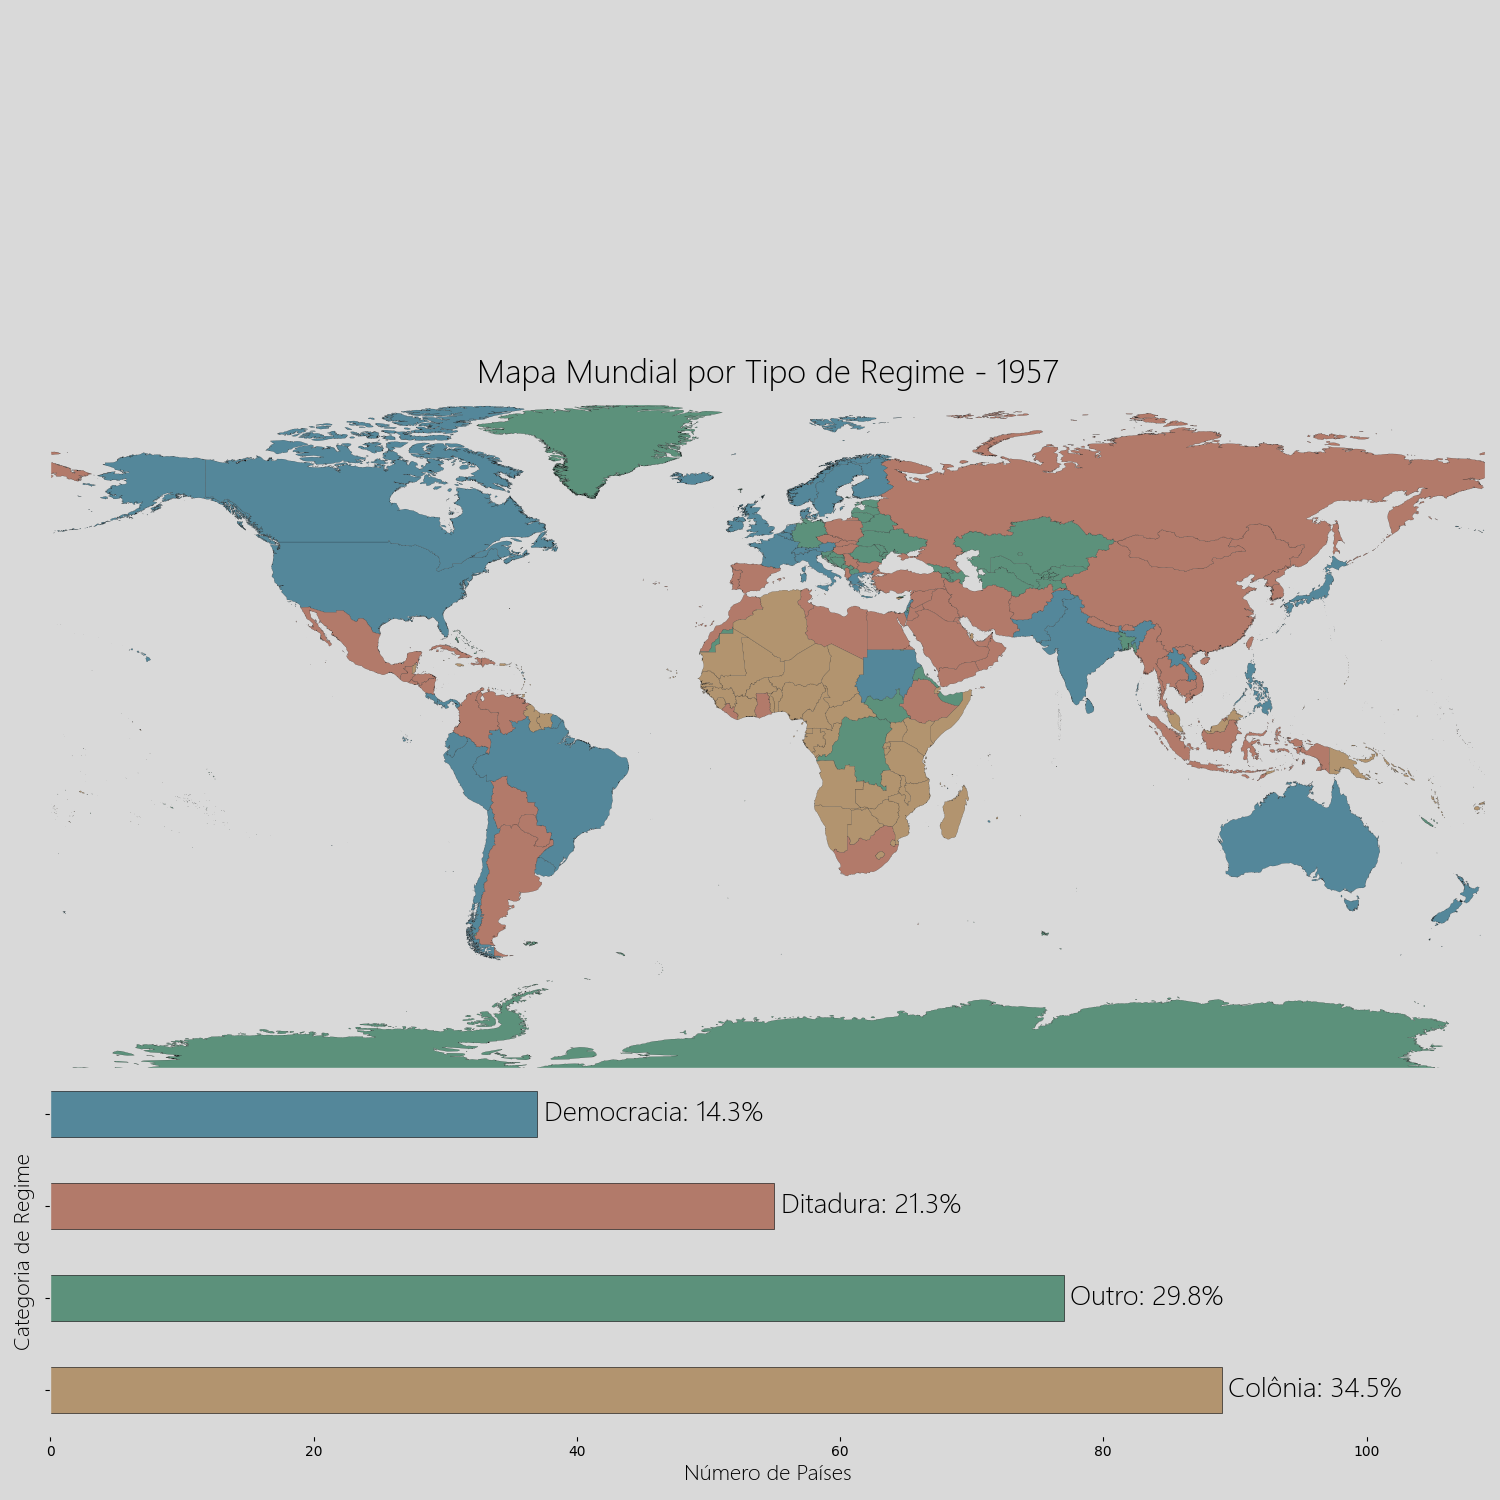 Mapa Mundial por Tipo de Regime - 1957
Democracia: 14.3%
Ditadura: 21.3%
Outro: 29.8%
Colônia: 34.5%
Categoria de Regime
0 20 40 60 80 100
Número de Países